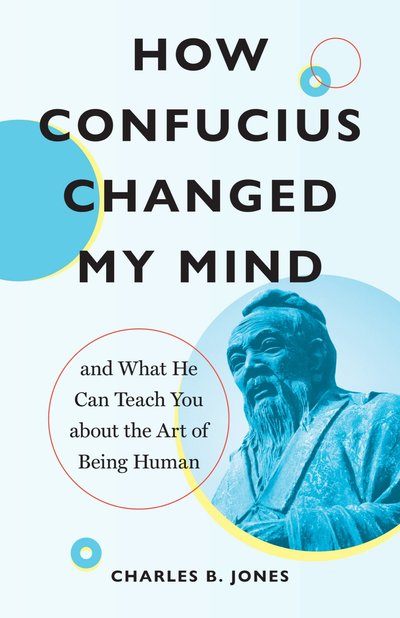 HOW
CONFUCIUS
CHANGED
MY MIND
and What He
Can Teach You
about the Art of
Being Human
CHARLES B. JONES